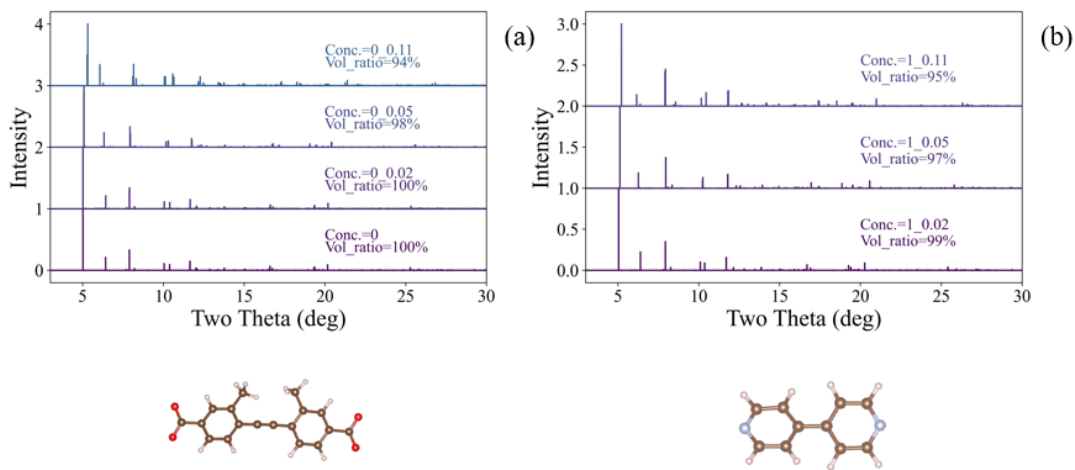 4
3
2
1
0
Intensity
Conc.=0_0.11
Vol_ratio=94%
Conc.=0_0.05
Vol_ratio=98%
Conc.=0_0.02
Vol_ratio=100%
Conc.=0
Vol_ratio=100%
5 10 15 20 25 30
Two Theta (deg)
(a)
3.0
2.5
2.0
1.5
1.0
0.5
0.0
Intensity
Conc.=1_0.11
Vol_ratio=95%
Conc.=1_0.05
Vol_ratio=97%
Conc.=1_0.02
Vol_ratio=99%
5 10 15 20 25 30
Two Theta (deg)
(b)